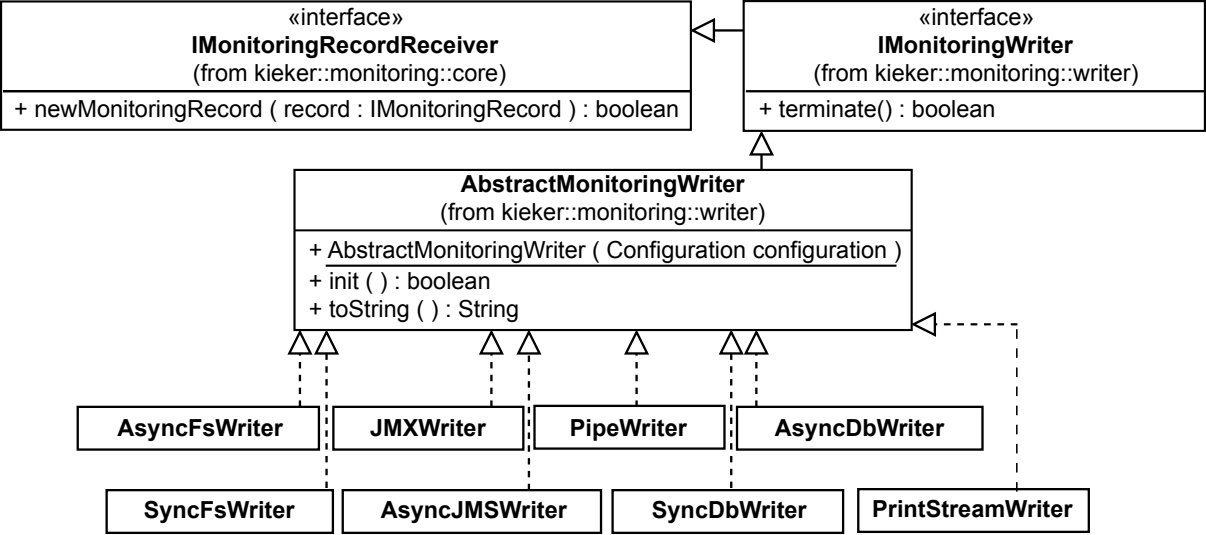 «interface»
IMonitoringRecordReceiver
(from kieker::monitoring::core)
+ newMonitoringRecord ( record : IMonitoringRecord ) : boolean
«interface»
IMonitoringWriter
(from kieker::monitoring::writer)
+ terminate() : boolean
AbstractMonitoringWriter
(from kieker::monitoring::writer)
+ AbstractMonitoringWriter ( Configuration configuration )
+ init ( ) : boolean
+ toString ( ) : String
AsyncFsWriter
JMXWriter
PipeWriter
AsyncDbWriter
SyncFsWriter
AsyncJMSWriter
SyncDbWriter
PrintStreamWriter